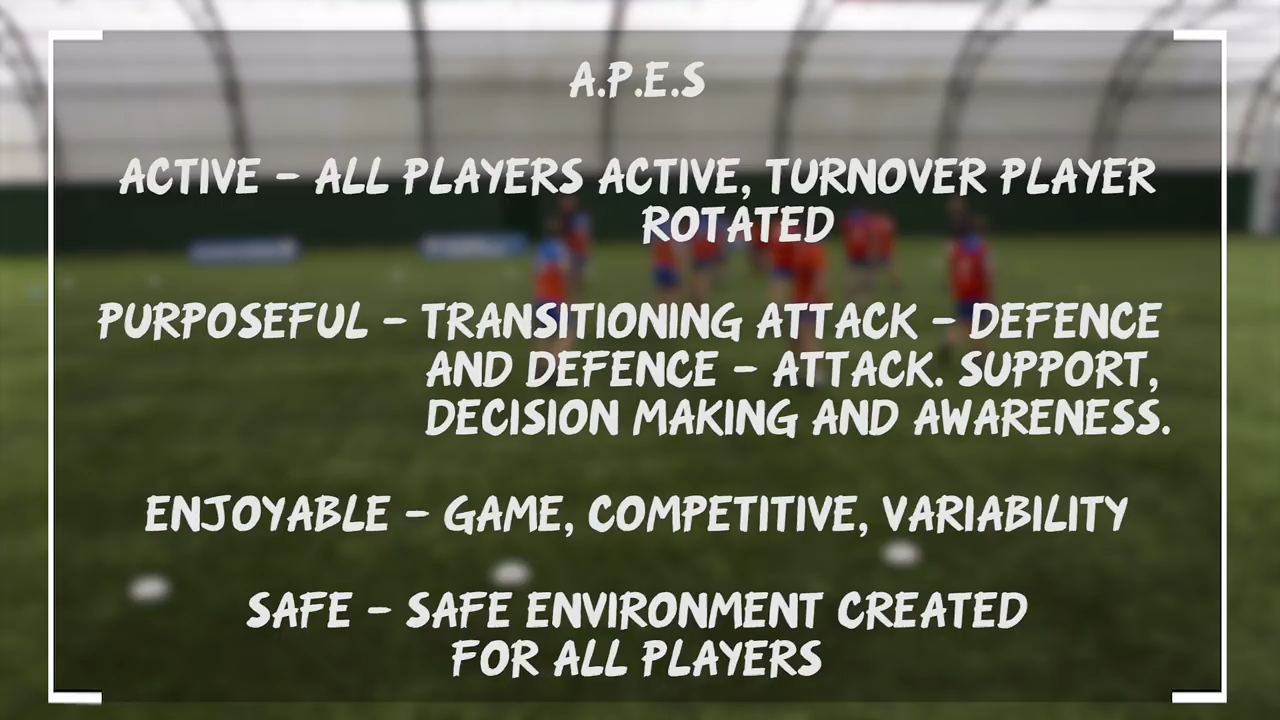 A.P.E.S
ACTIVE - ALL PLAYERS ACTIVE, TURNOVER PLAYER
ROTATED
PURPOSEFUL - TRANSITIONING ATTACK - DEFENCE
AND DEFENCE - ATTACK. SUPPORT,
DECISION MAKING AND AWARENESS.
ENJOYABLE - GAME, COMPETITIVE, VARIABILITY
SAFE - SAFE ENVIRONMENT CREATED
FOR ALL PLAYERS